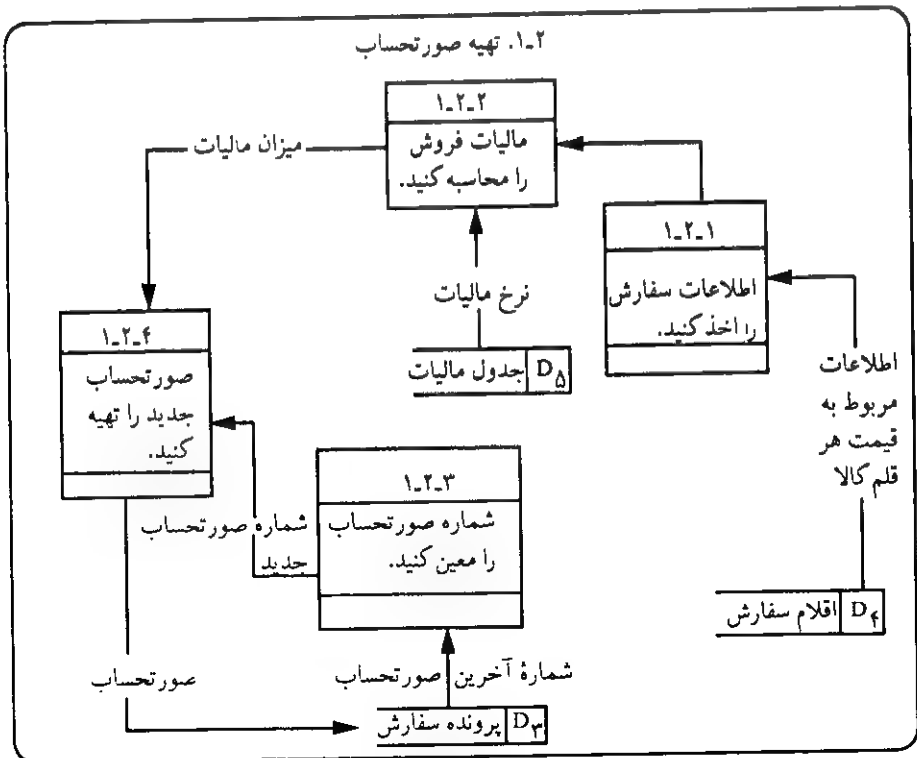 ۱ـ۲. تهیه صورتحساب
۱ـ۲ـ۲
مالیات فروش
را محاسبه کنید.
میزان مالیات
۱ـ۲ـ۱
اطلاعات سفارش
را اخذ کنید.
نرخ مالیات
D۵ جدول مالیات
اطلاعات
مربوط به
قیمت هر
قلم کالا
۱ـ۲ـ۴
صورتحساب
جدید را تهیه
کنید.
۱ـ۲ـ۳
شماره صورتحساب
را معین کنید.
شماره صورتحساب
جدید
D۴ اقلام سفارش
شمارهٔ آخرین صورتحساب
صورتحساب
D۳ پرونده سفارش